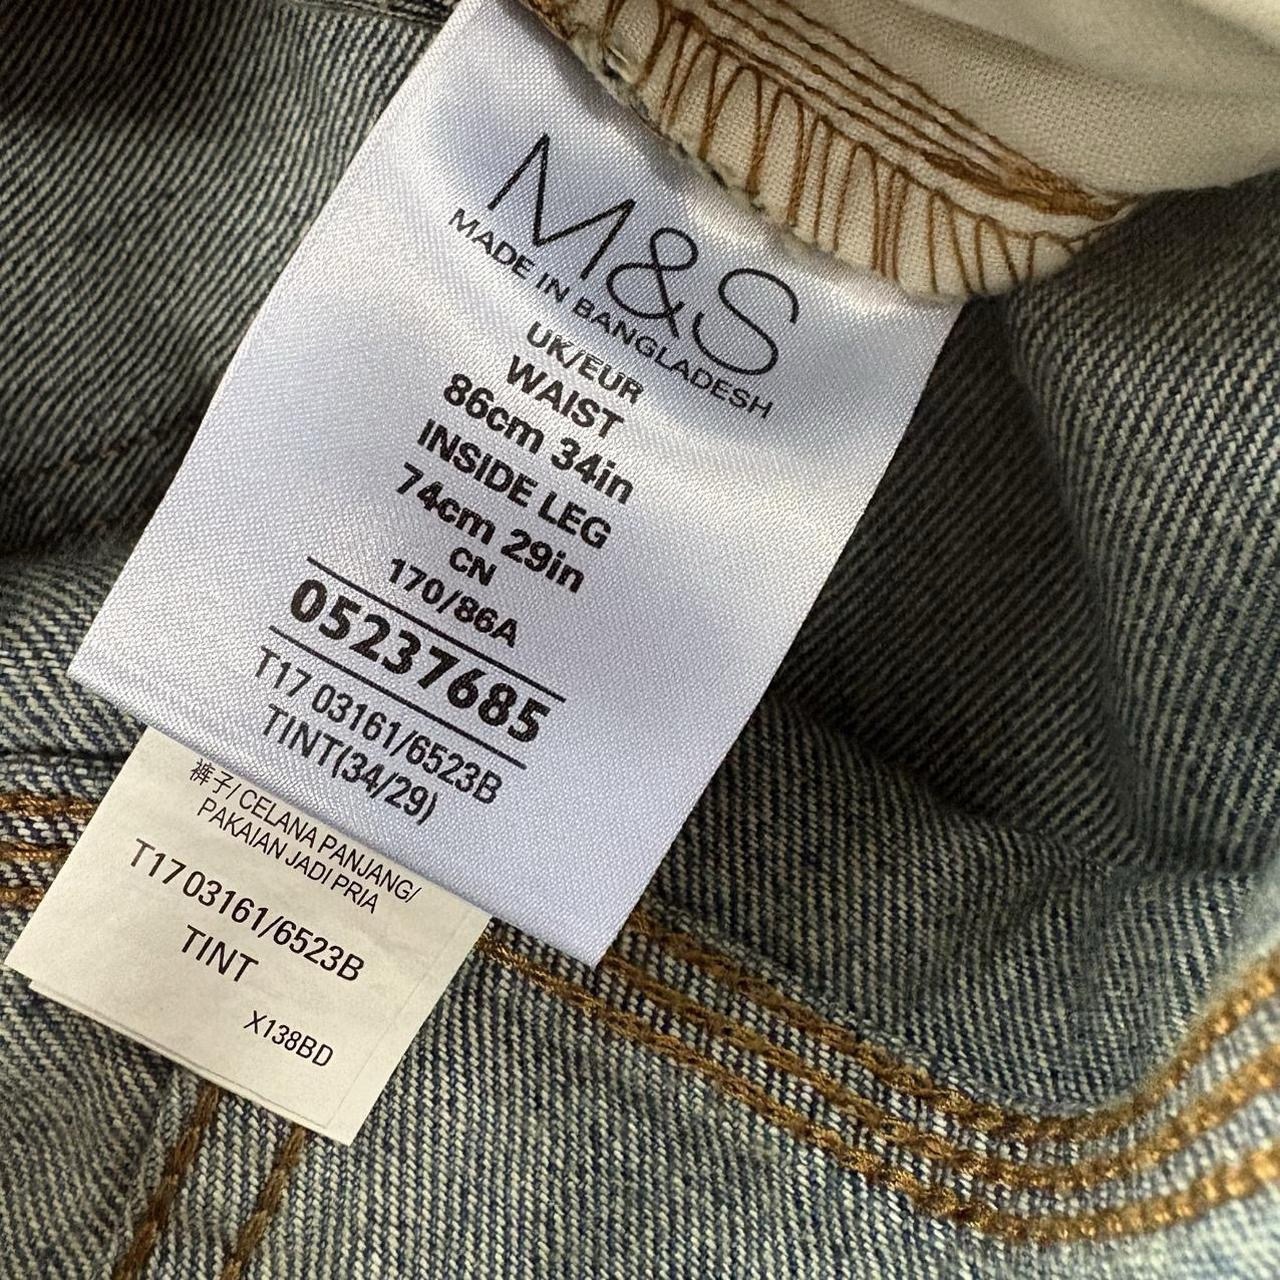 M&S
MADE IN BANGLADESH
UK/EUR
WAIST
86cm 34in
INSIDE LEG
74cm 29in
CN
170/86A
05237685
T17 03161/6523B
TINT(34/29)
裤子/ CELANA PANJANG/
PAKAIAN JADI PRIA
T17 03161/6523B
TINT
X138BD